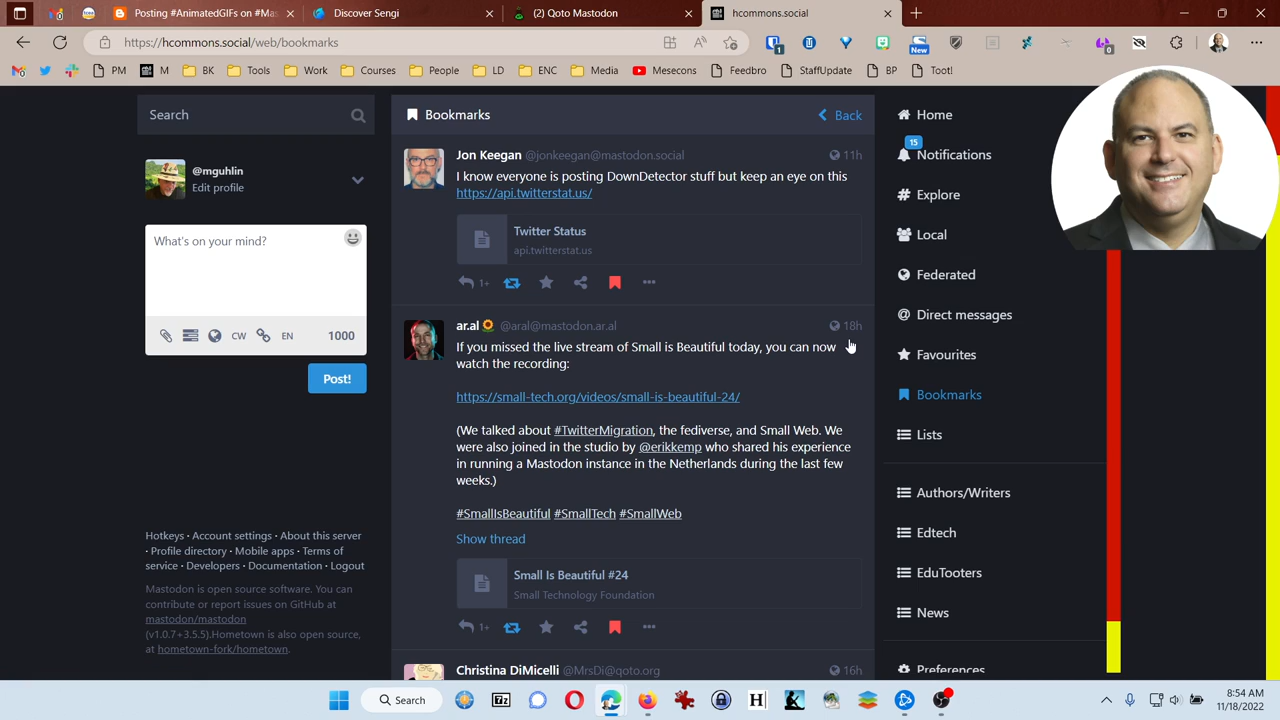 Posting #AnimatedGIFs on #Mas
Discover Sengi
(2) Qoto Mastodon
hcommons.social
https://hcommons.social/web/bookmarks
New
1
0
PM
M
BK
Tools
Work
Courses
People
LD
ENC
Media
Mesecons
Feedbro
StaffUpdate
BP
Toot!
Search
@mguhlin
Edit profile
What's on your mind?
CW
EN
1000
Post!
Hotkeys · Account settings · About this server
· Profile directory · Mobile apps · Terms of
service · Developers · Documentation · Logout
Mastodon is open source software. You can
contribute or report issues on GitHub at
mastodon/mastodon
(v1.0.7+3.5.5).Hometown is also open source,
at hometown-fork/hometown.
Bookmarks
Back
Jon Keegan @jonkeegan@mastodon.social
11h
I know everyone is posting DownDetector stuff but keep an eye on this
https://api.twitterstat.us/
Twitter Status
api.twitterstat.us
1+
ar.al @aral@mastodon.ar.al
18h
If you missed the live stream of Small is Beautiful today, you can now
watch the recording:
https://small-tech.org/videos/small-is-beautiful-24/
(We talked about #TwitterMigration, the fediverse, and Small Web. We
were also joined in the studio by @erikkemp who shared his experience
in running a Mastodon instance in the Netherlands during the last few
weeks.)
#SmallIsBeautiful #SmallTech #SmallWeb
Show thread
Small Is Beautiful #24
Small Technology Foundation
1+
Christina DiMicelli @MrsDi@qoto.org
16h
Home
15
Notifications
Explore
Local
Federated
Direct messages
Favourites
Bookmarks
Lists
Authors/Writers
Edtech
EduTooters
News
Preferences
Search
8:54 AM
11/18/2022